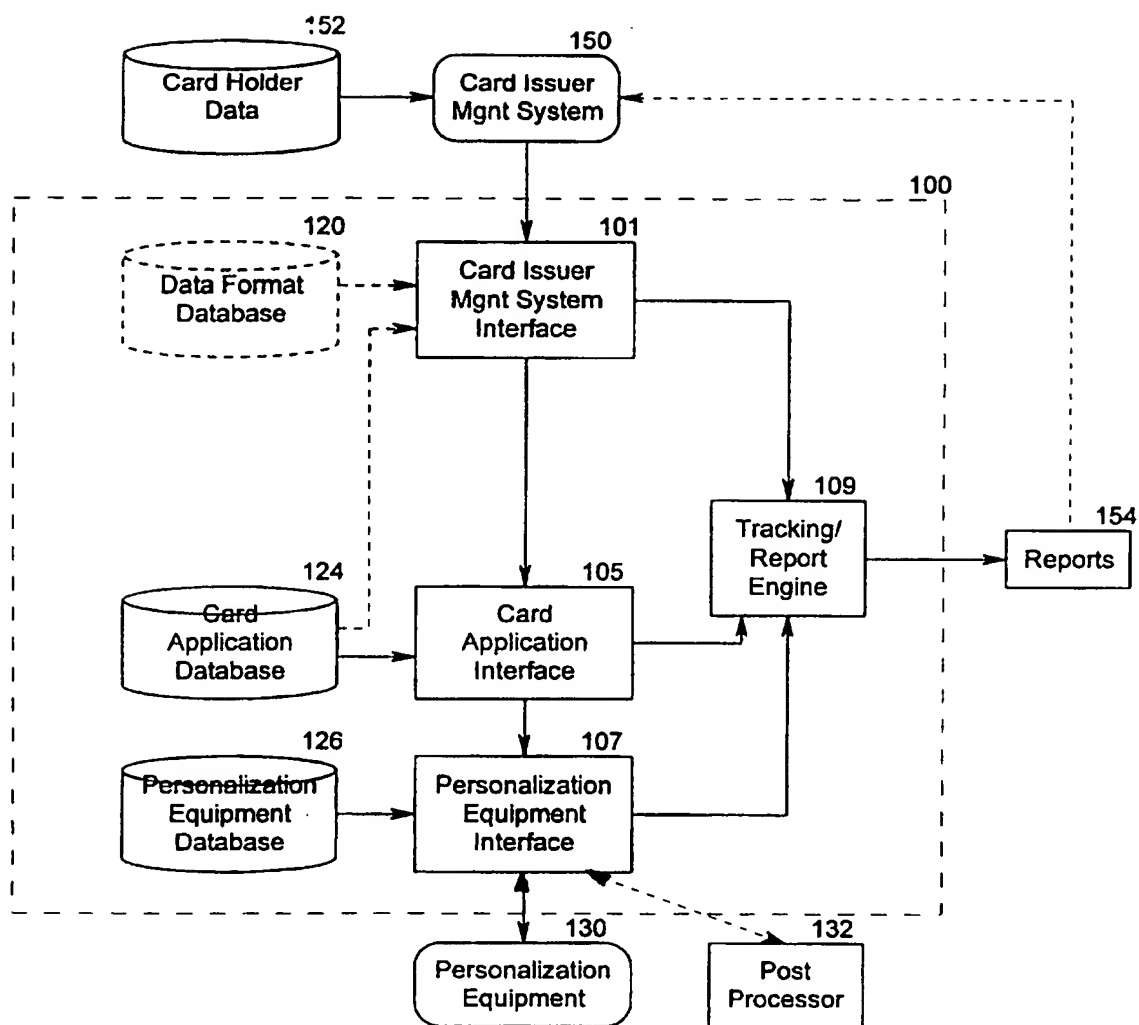 152
Card Holder
Data
150
Card Issuer
Mgnt System
100
120
Data Format
Database
101
Card Issuer
Mgnt System
Interface
109
Tracking/
Report
Engine
154
Reports
124
Card
Application
Database
105
Card
Application
Interface
126
Personalization
Equipment
Database
107
Personalization
Equipment
Interface
130
Personalization
Equipment
132
Post
Processor